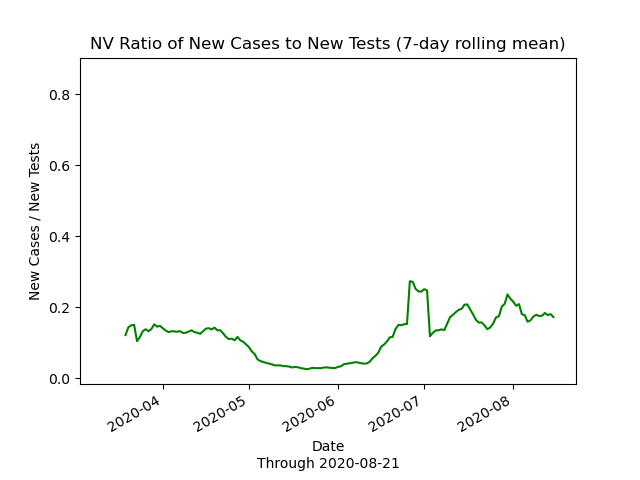 NV Ratio of New Cases to New Tests (7-day rolling mean)
0.8
0.6
0.4
0.2
0.0
New Cases / New Tests
2020-04
2020-05
2020-06
2020-07
2020-08
Date
Through 2020-08-21